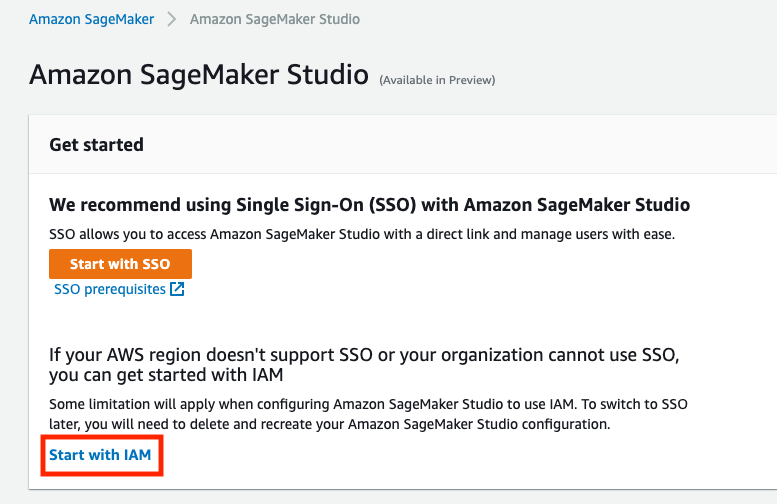 Amazon SageMaker > Amazon SageMaker Studio
Amazon SageMaker Studio (Available in Preview)
Get started
We recommend using Single Sign-On (SSO) with Amazon SageMaker Studio
SSO allows you to access Amazon SageMaker Studio with a direct link and manage users with ease.
Start with SSO
SSO prerequisites
If your AWS region doesn't support SSO or your organization cannot use SSO,
you can get started with IAM
Some limitation will apply when configuring Amazon SageMaker Studio to use IAM. To switch to SSO
later, you will need to delete and recreate your Amazon SageMaker Studio configuration.
Start with IAM